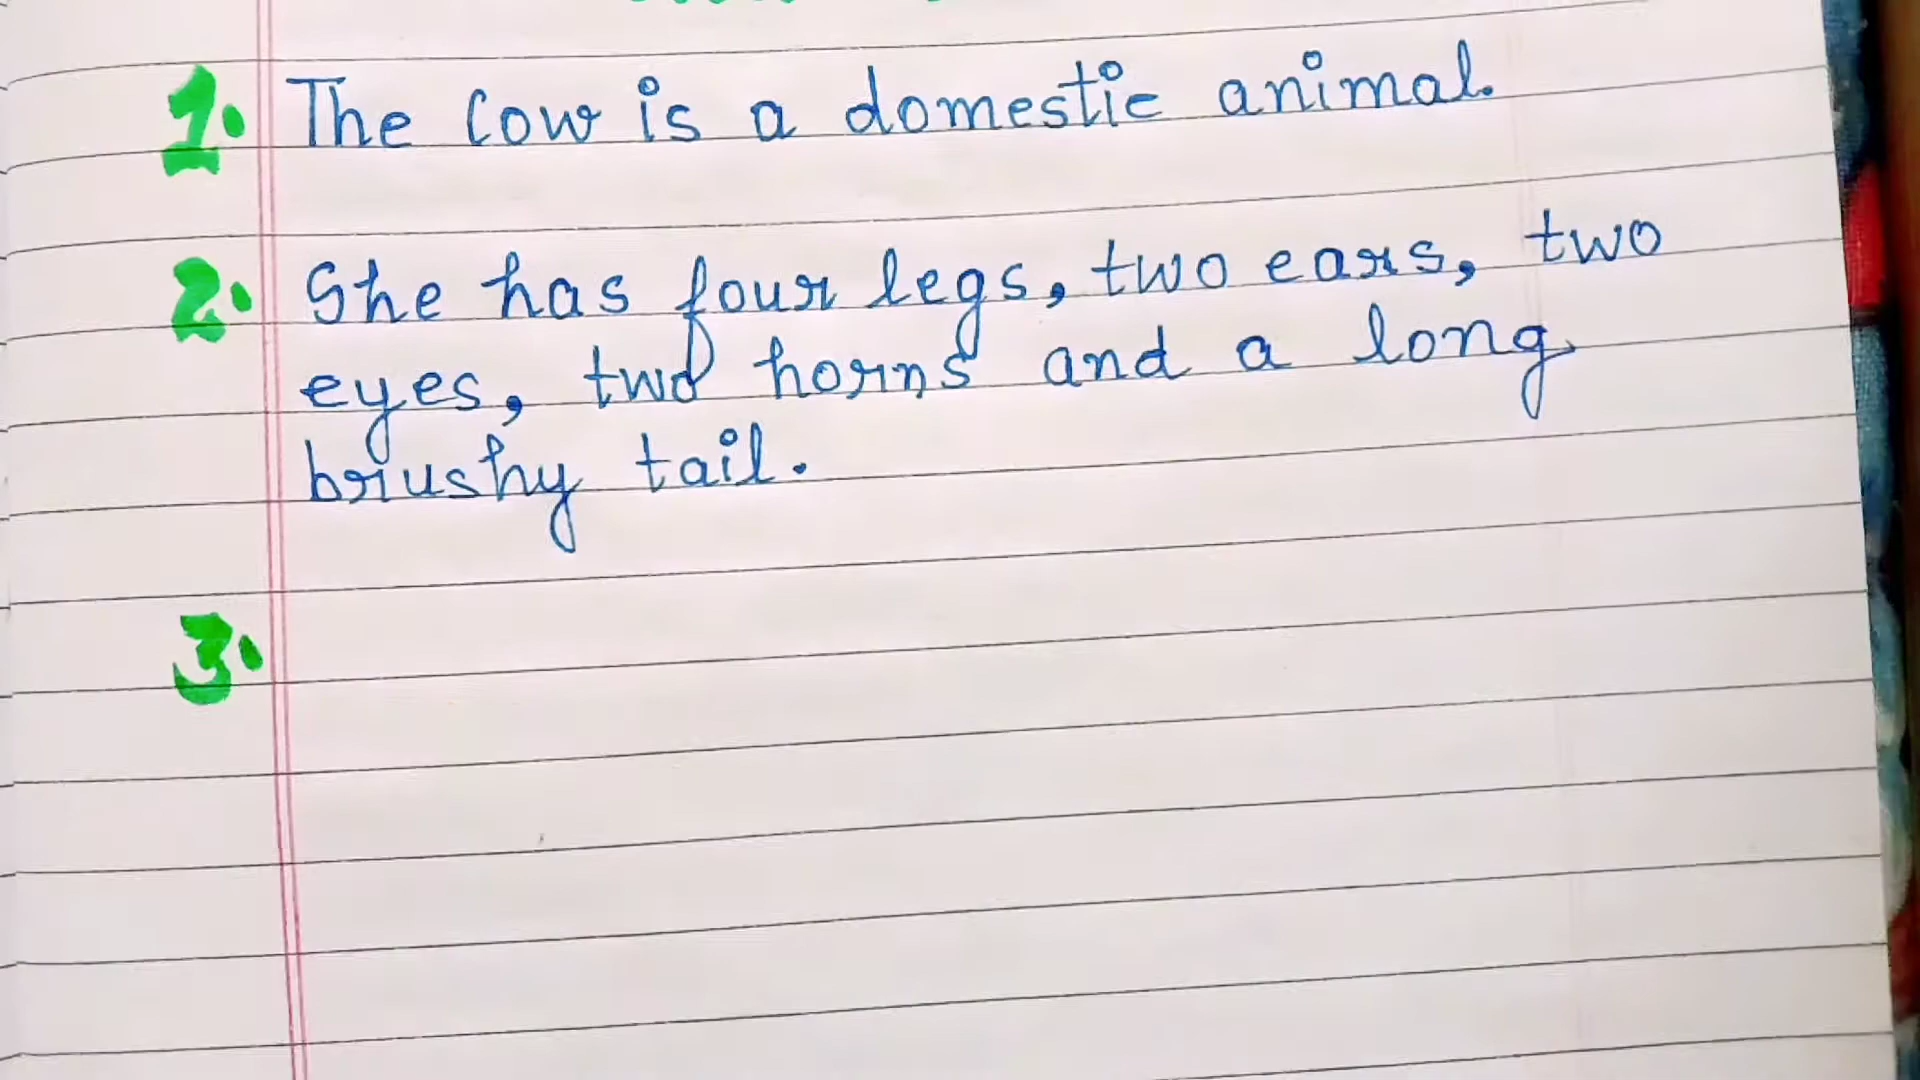 1. The Cow is a domestic animal.
2. She has four legs, two ears, two
eyes, two horns and a long
brushy tail.
3.